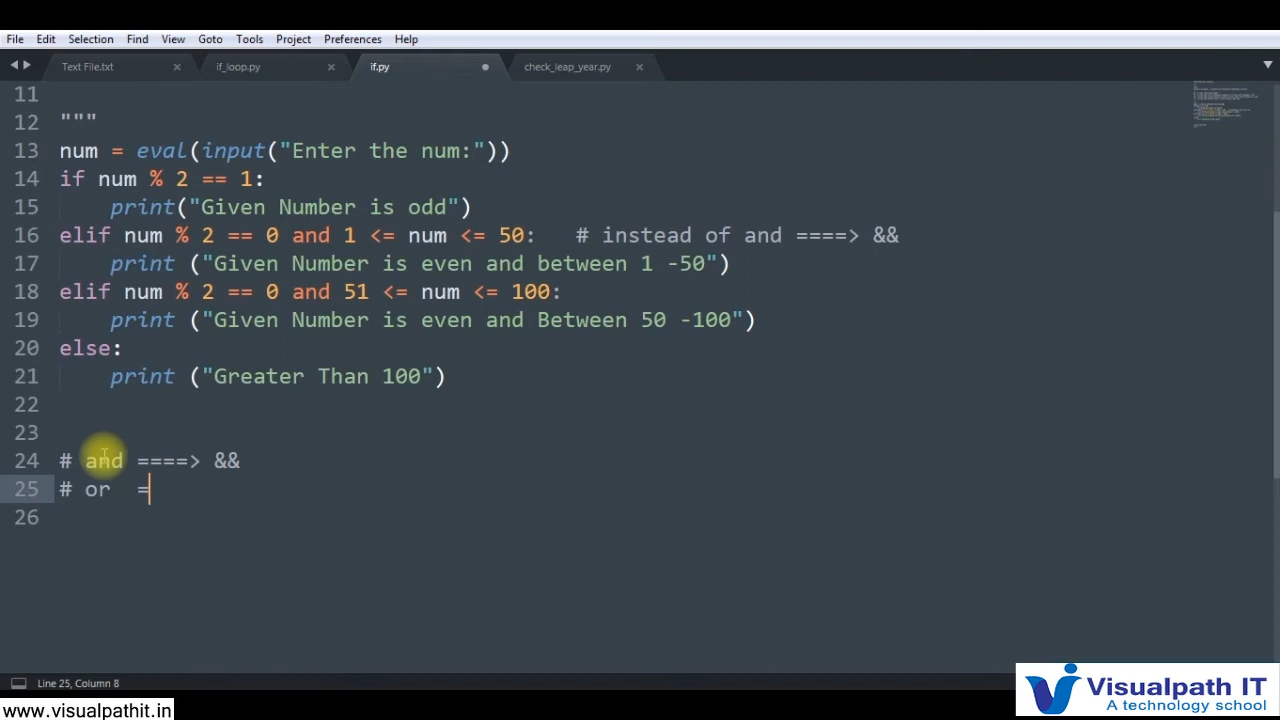 File Edit Selection Find View Goto Tools Project Preferences Help
Text File.txt if_loop.py if.py check_leap_year.py
11
12 """
13 num = eval(input("Enter the num:"))
14 if num % 2 == 1:
15     print("Given Number is odd")
16 elif num % 2 == 0 and 1 <= num <= 50:   # instead of and ====> &&
17     print ("Given Number is even and between 1 -50")
18 elif num % 2 == 0 and 51 <= num <= 100:
19     print ("Given Number is even and Between 50 -100")
20 else:
21     print ("Greater Than 100")
22
23
24 # and ====> &&
25 # or  =
26
Line 25, Column 8
Visualpath IT
A technology school
www.visualpathit.in